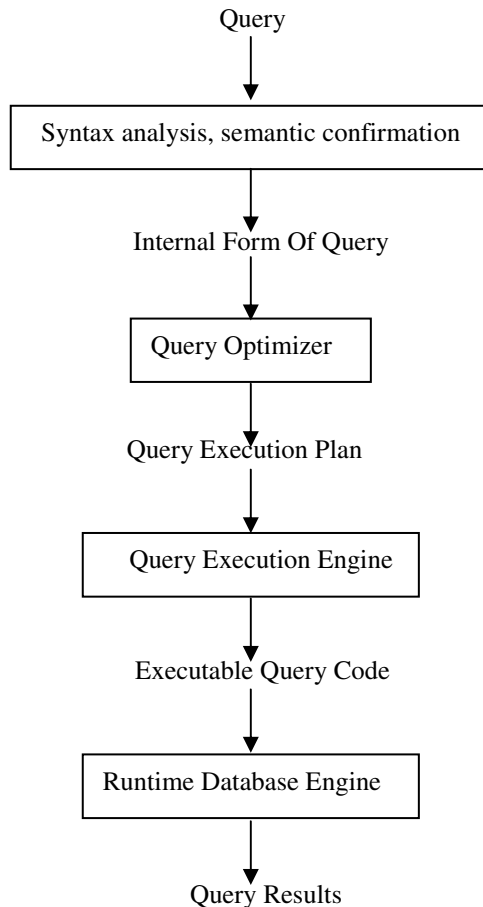 Query
Syntax analysis, semantic confirmation
Internal Form Of Query
Query Optimizer
Query Execution Plan
Query Execution Engine
Executable Query Code
Runtime Database Engine
Query Results